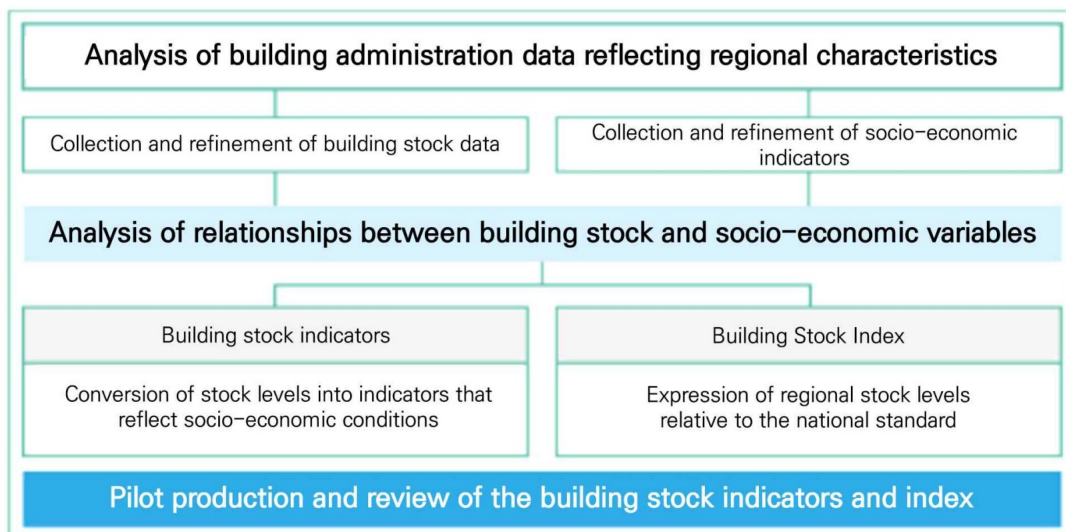 Analysis of building administration data reflecting regional characteristics
Collection and refinement of building stock data
Collection and refinement of socio-economic
indicators
Analysis of relationships between building stock and socio-economic variables
Building stock indicators
Conversion of stock levels into indicators that
reflect socio-economic conditions
Building Stock Index
Expression of regional stock levels
relative to the national standard
Pilot production and review of the building stock indicators and index